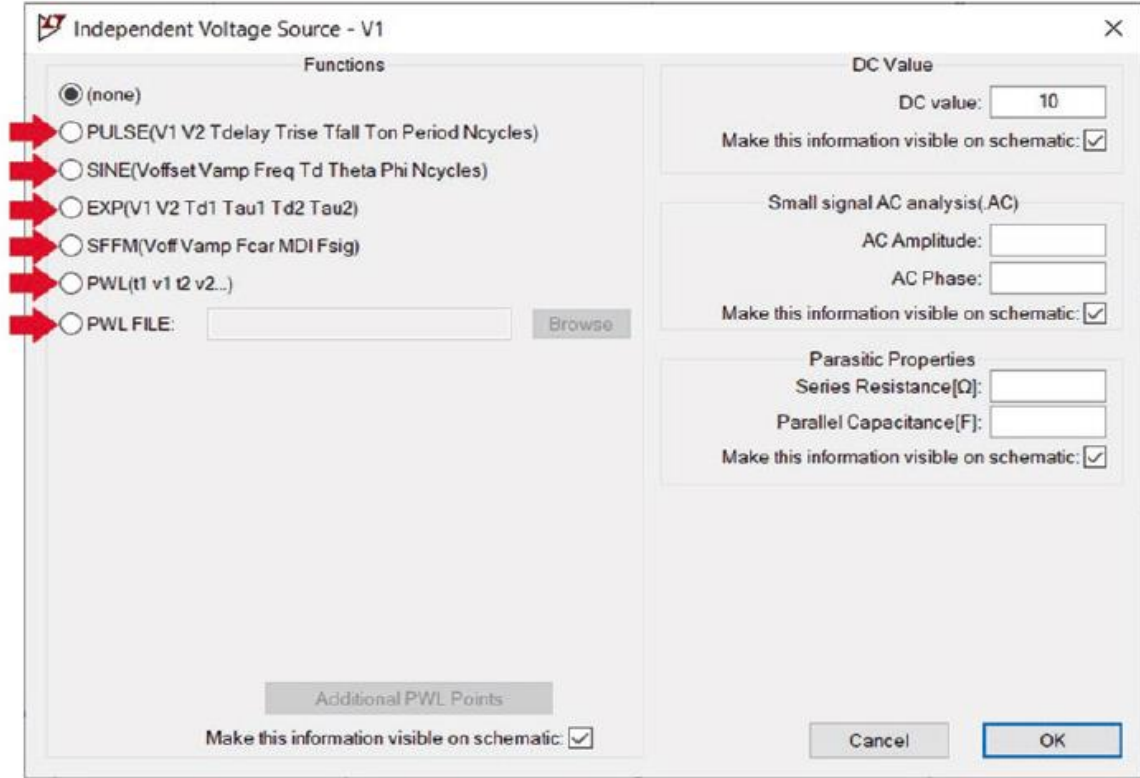 Independent Voltage Source - V1
Functions
(none)
PULSE(V1 V2 Tdelay Trise Tfall Ton Period Ncycles)
SINE(Voffset Vamp Freq Td Theta Phi Ncycles)
EXP(V1 V2 Td1 Tau1 Td2 Tau2)
SFFM(Voff Vamp Fcar MDI Fsig)
PWL(t1 v1 t2 v2...)
PWL FILE:
Browse
Additional PWL Points
Make this information visible on schematic:
DC Value
DC value: 10
Make this information visible on schematic:
Small signal AC analysis(.AC)
AC Amplitude:
AC Phase:
Make this information visible on schematic:
Parasitic Properties
Series Resistance[Ω]:
Parallel Capacitance[F]:
Make this information visible on schematic:
Cancel
OK